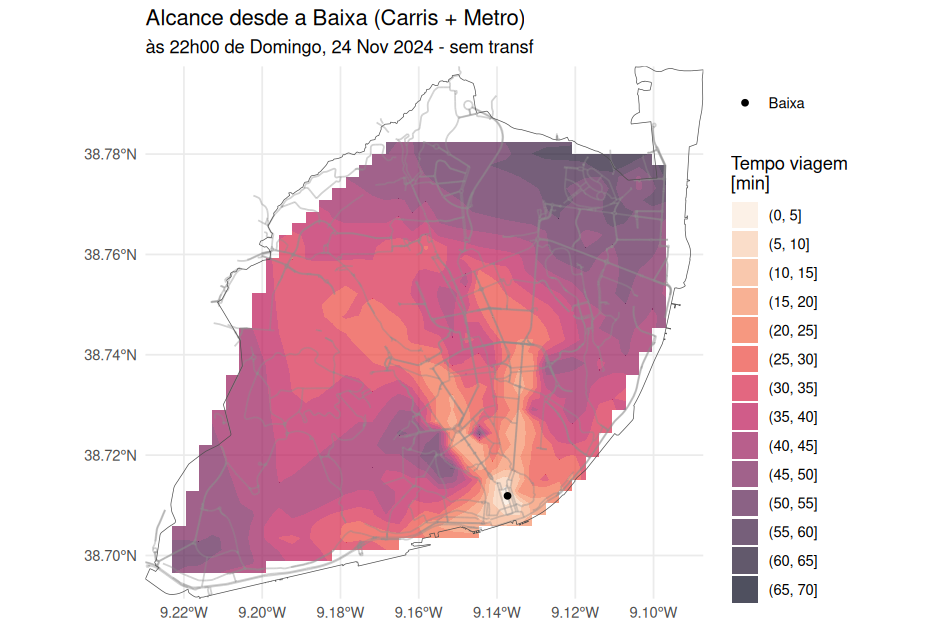 Alcance desde a Baixa (Carris + Metro)
às 22h00 de Domingo, 24 Nov 2024 - sem transf
38.78°N
38.76°N
38.74°N
38.72°N
38.70°N
9.22°W
9.20°W
9.18°W
9.16°W
9.14°W
9.12°W
9.10°W
Baixa
Tempo viagem
[min]
(0, 5]
(5, 10]
(10, 15]
(15, 20]
(20, 25]
(25, 30]
(30, 35]
(35, 40]
(40, 45]
(45, 50]
(50, 55]
(55, 60]
(60, 65]
(65, 70]